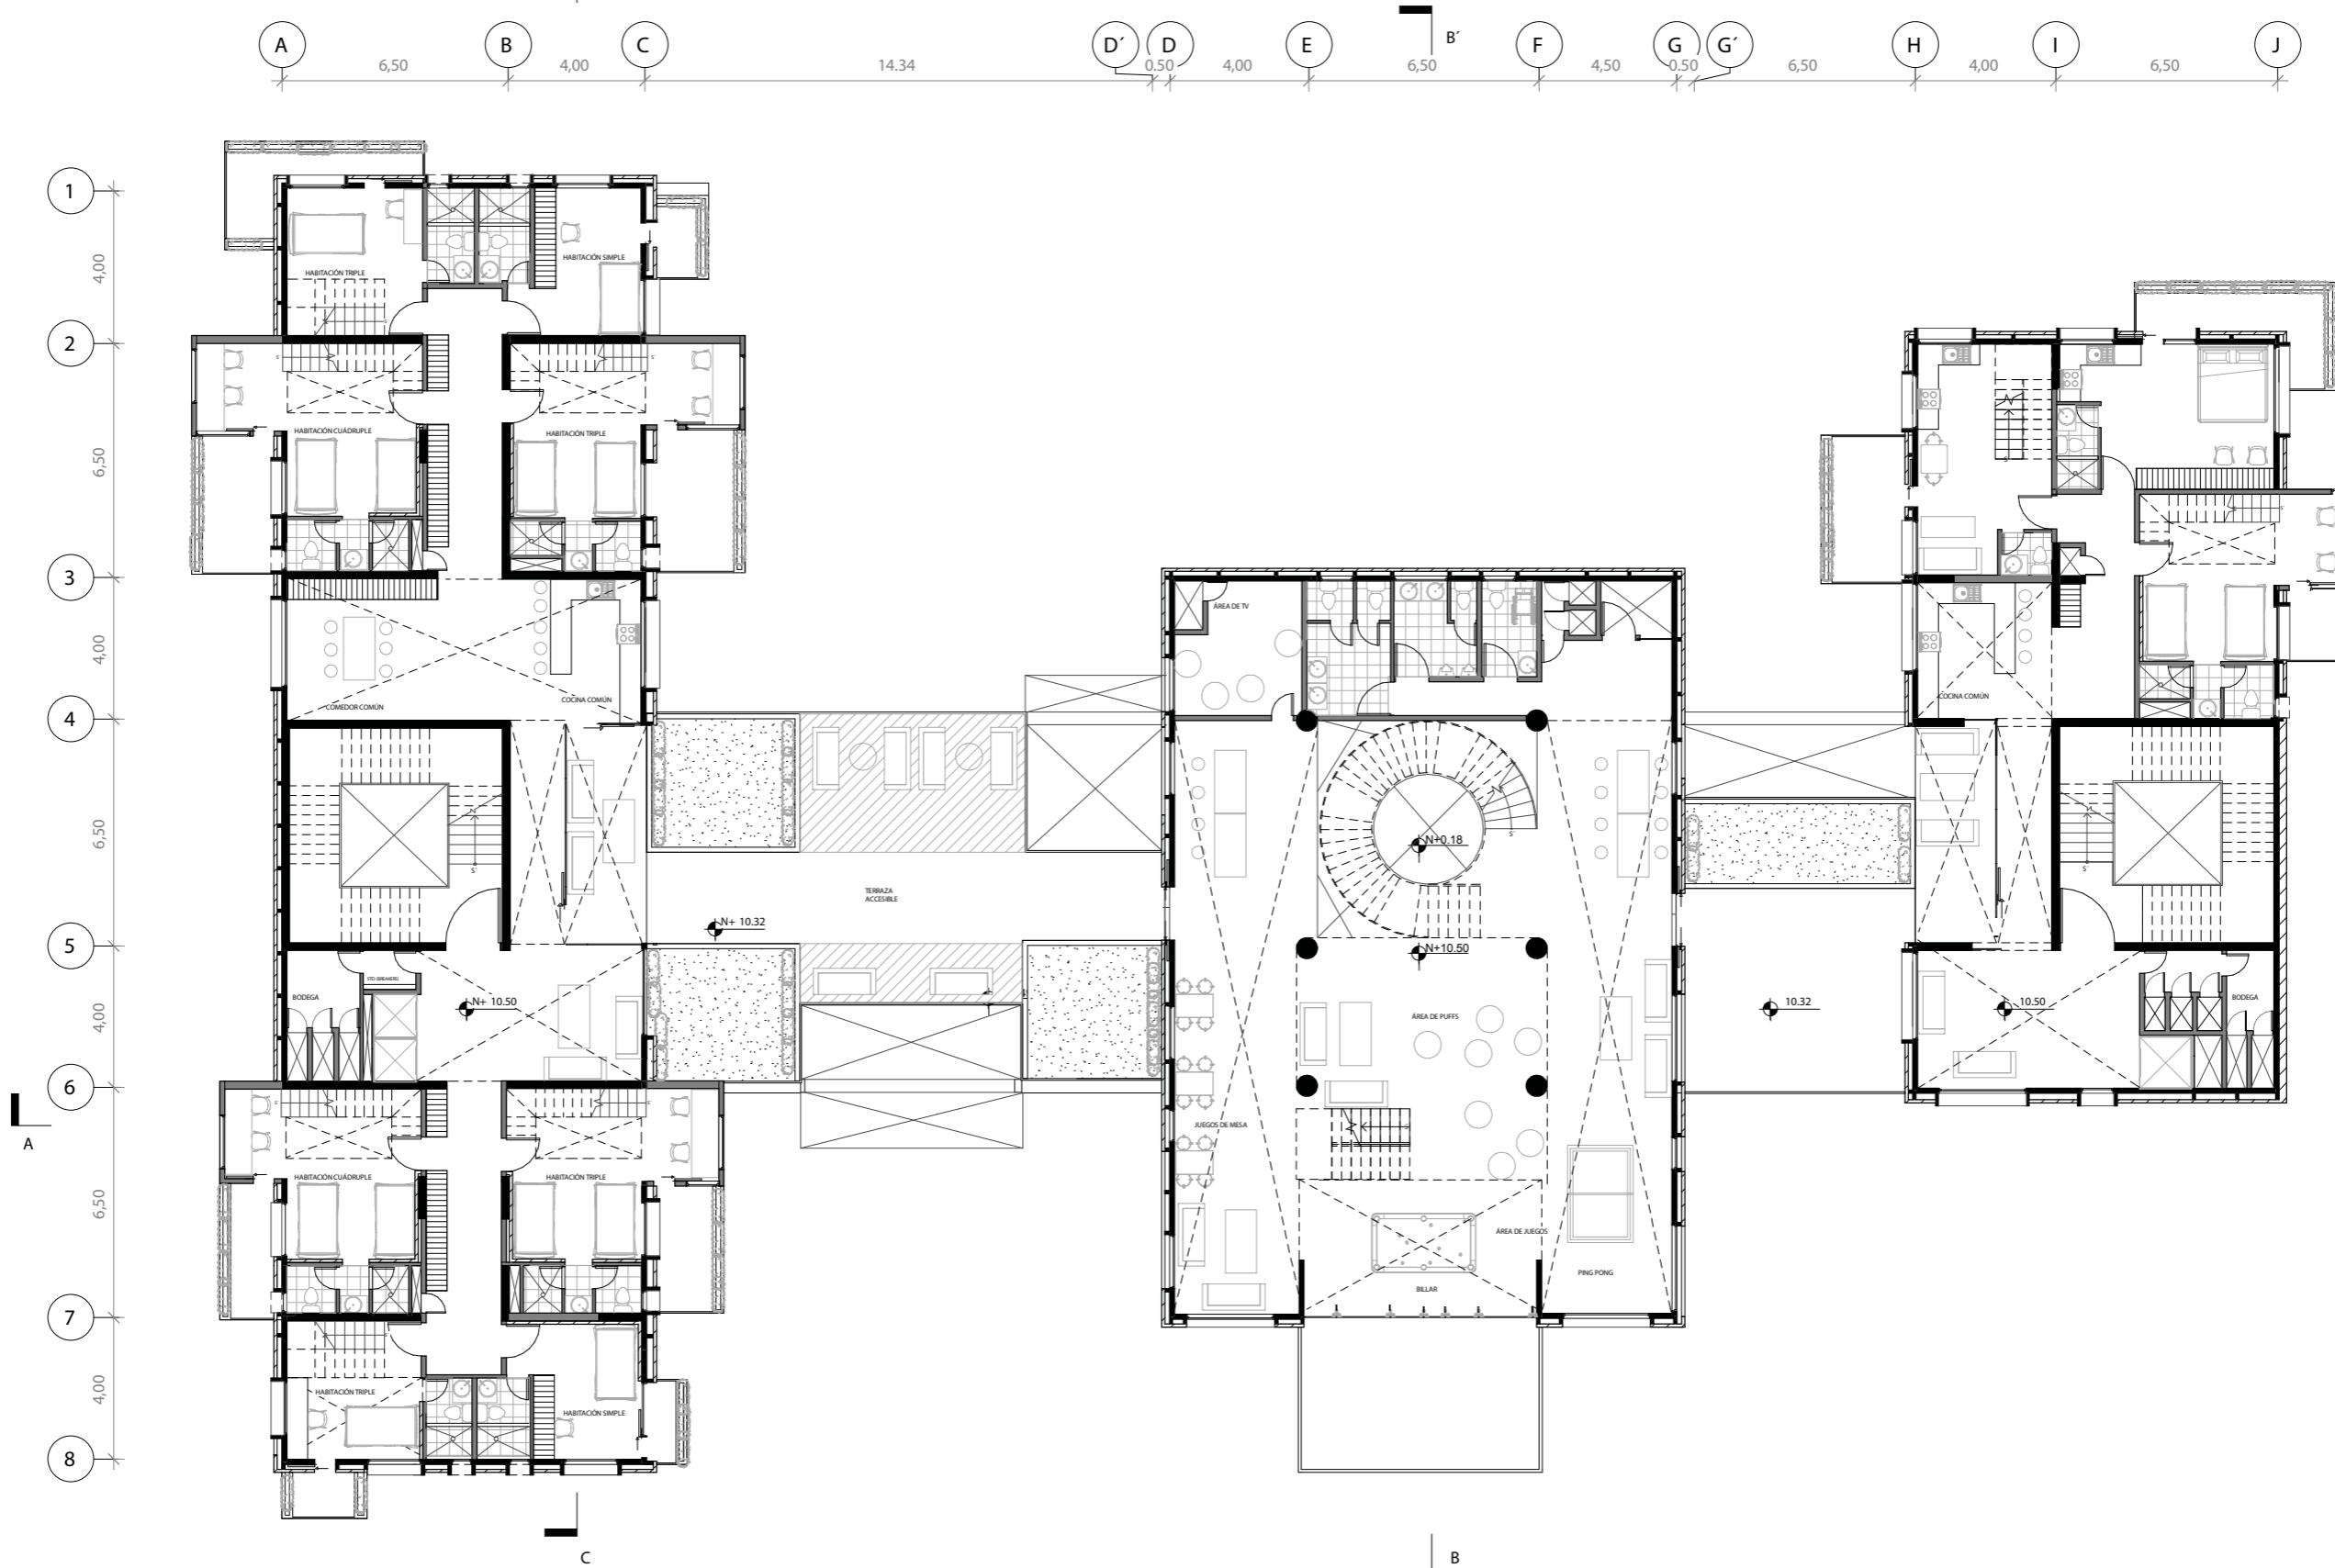 B´
A
B
C
D´
D
E
F
G
G´
H
I
J
6,50
4,00
14.34
0.50
4,00
6,50
4,50
0.50
6,50
4,00
6,50
1
2
3
4
5
6
7
8
4,00
6,50
4,00
6,50
4,00
6,50
4,00
HABITACIÓN TRIPLE
HABITACIÓN SIMPLE
HABITACIÓN CUÁDRUPLE
HABITACIÓN TRIPLE
COMEDOR COMÚN
COCINA COMÚN
BODEGA
N+ 10.50
HABITACIÓN CUÁDRUPLE
HABITACIÓN TRIPLE
HABITACIÓN TRIPLE
HABITACIÓN SIMPLE
TERRAZA
ACCESIBLE
N+ 10.32
ÁREA DE TV
N+0.18
N+10.50
ÁREA DE PUFFS
JUEGOS DE MESA
ÁREA DE JUEGOS
PING PONG
BILLAR
COCINA COMÚN
10.32
10.50
BODEGA
A
C
B